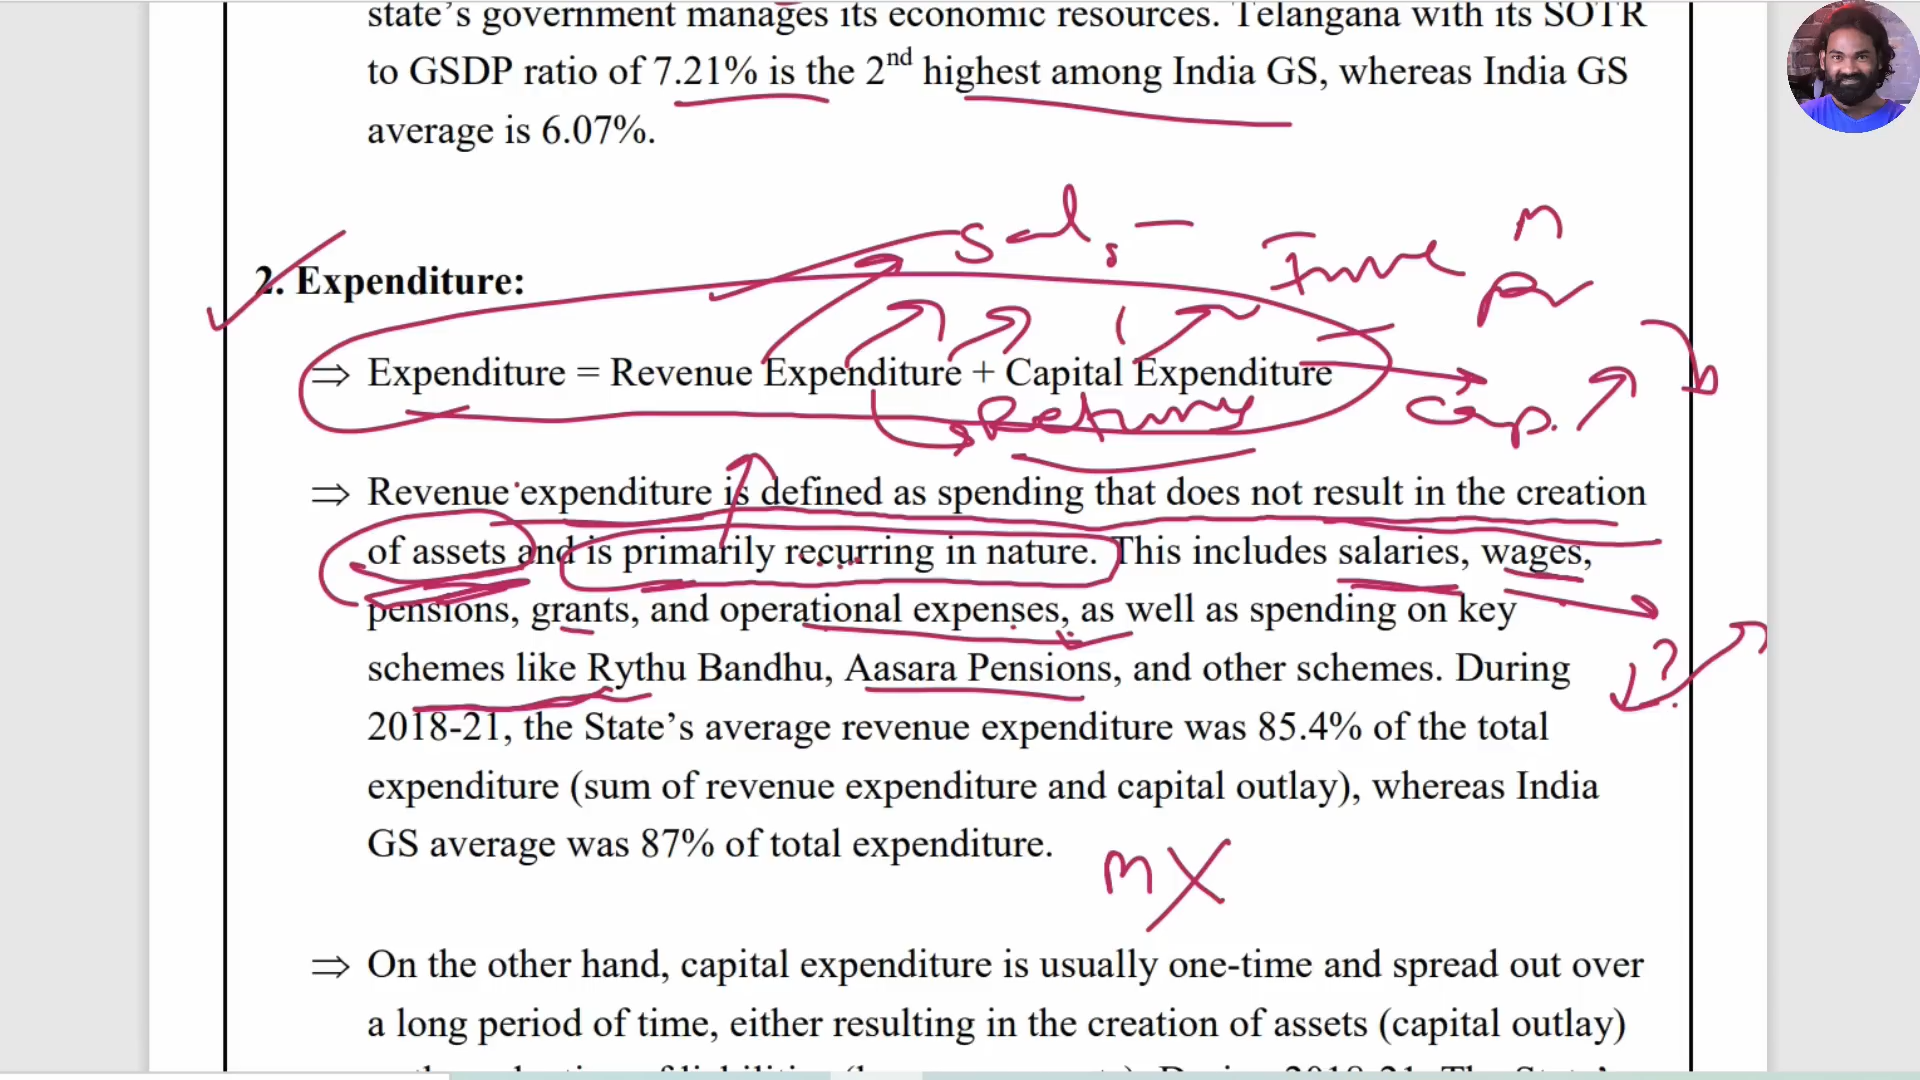 state's government manages its economic resources. Telangana with its SOTR
to GSDP ratio of 7.21% is the 2nd highest among India GS, whereas India GS
average is 6.07%.
Sal,
2. Expenditure:
⇒ Expenditure = Revenue Expenditure + Capital Expenditure
Cap.
⇒ Revenue expenditure is defined as spending that does not result in the creation
of assets and is primarily recurring in nature. This includes salaries, wages,
pensions, grants, and operational expenses, as well as spending on key
schemes like Rythu Bandhu, Aasara Pensions, and other schemes. During
?
2018-21, the State's average revenue expenditure was 85.4% of the total
expenditure (sum of revenue expenditure and capital outlay), whereas India
GS average was 87% of total expenditure.
⇒ On the other hand, capital expenditure is usually one-time and spread out over
a long period of time, either resulting in the creation of assets (capital outlay)